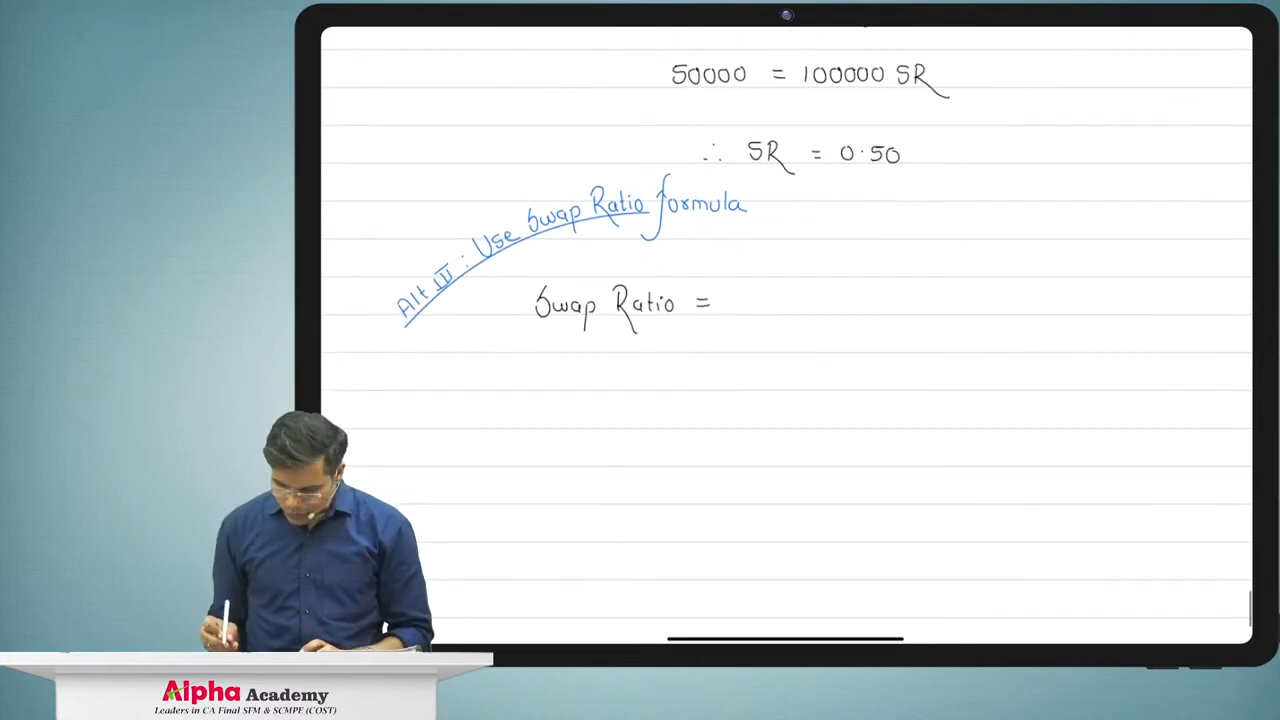 50000 = 100000 SR
∴ SR = 0.50
Alt III : Use Swap Ratio formula
Swap Ratio =
Alpha Academy
Leaders in CA Final SFM & SCMPE (COST)